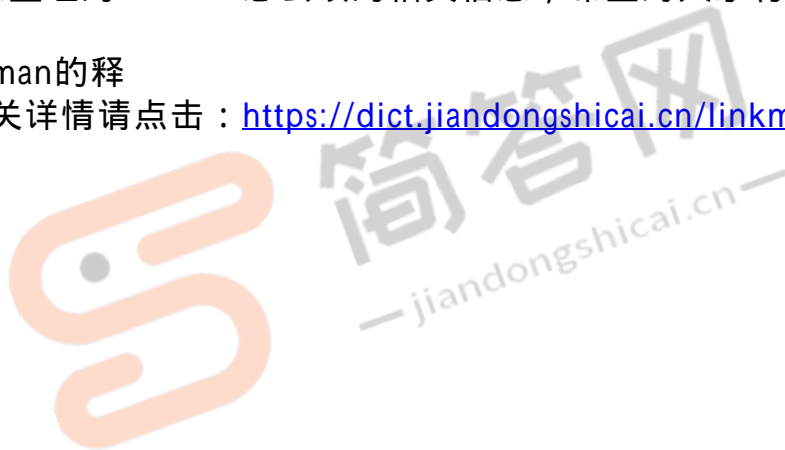 man的释
关详情请点击：https://dict.jiandongshicai.cn/linkm
简答网
jiandongshicai.cn